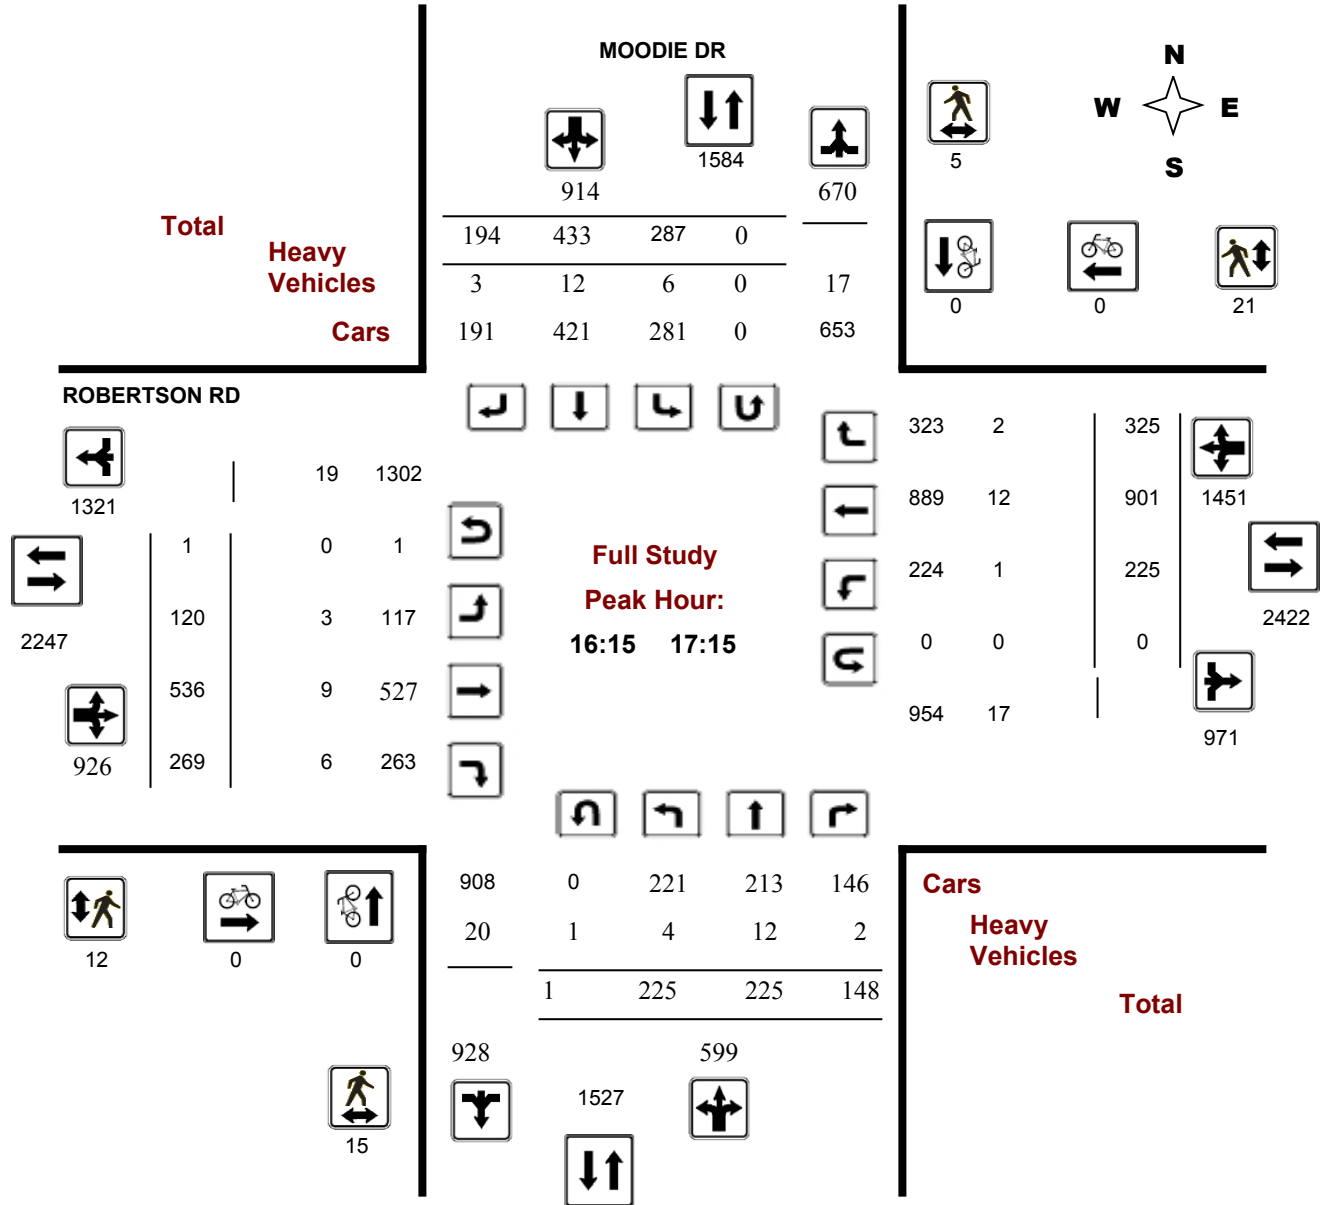 MOODIE DR
N
W E
S
1584
5
914 670
Total
194 433 287 0
Heavy
Vehicles
3 12 6 0 17
0 0 21
Cars
191 421 281 0 653
ROBERTSON RD
323 2 325
19 1302
1321
889 12 901 1451
1 0 1
Full Study
224 1 225
Peak Hour:
120 3 117
2422
2247
16:15 17:15
0 0 0
536 9 527
954 17
971
926 269 6 263
908 0 221 213 146
Cars
20 1 4 12 2
Heavy
Vehicles
12 0 0
1 225 225 148
Total
928 599
1527
15